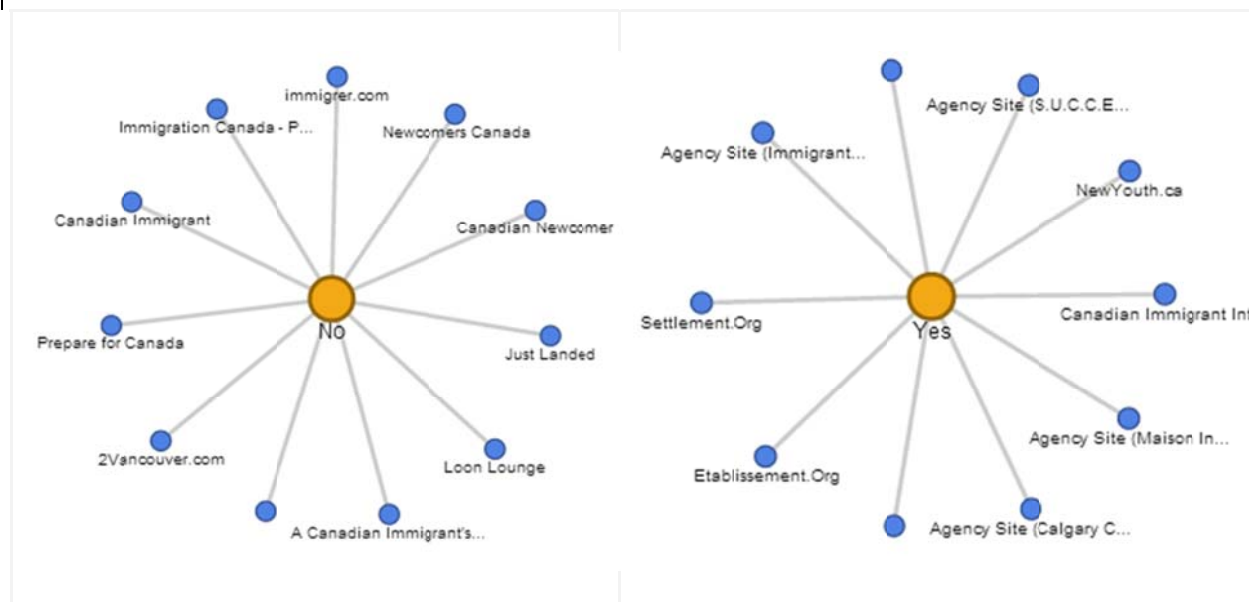 immigrer.com
Immigration Canada - P...
Newcomers Canada
Canadian Immigrant
Canadian Newcomer
No
Prepare for Canada
Just Landed
2Vancouver.com
Loon Lounge
A Canadian Immigrant's...
Agency Site (S.U.C.C.E...
Agency Site (Immigrant...
NewYouth.ca
Settlement.Org
Canadian Immigrant Inf
Yes
Agency Site (Maison In...
Etablissement.Org
Agency Site (Calgary C...